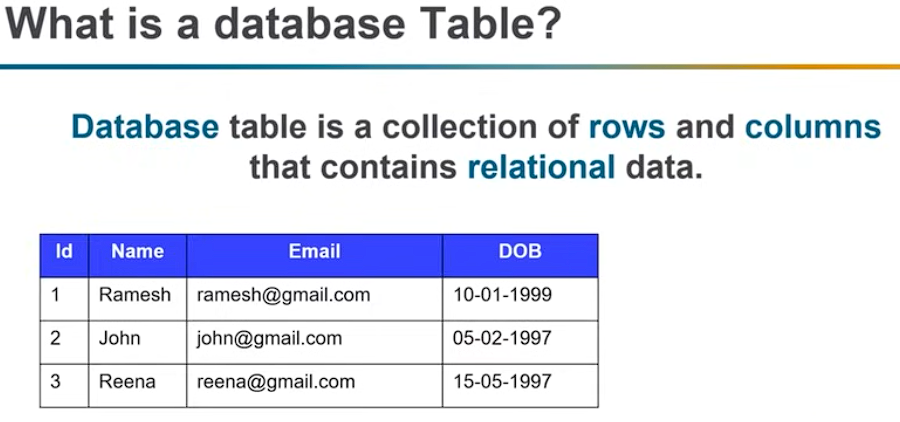 What is a database Table?
Database table is a collection of rows and columns
that contains relational data.
Id Name Email DOB
1 Ramesh ramesh@gmail.com 10-01-1999
2 John john@gmail.com 05-02-1997
3 Reena reena@gmail.com 15-05-1997